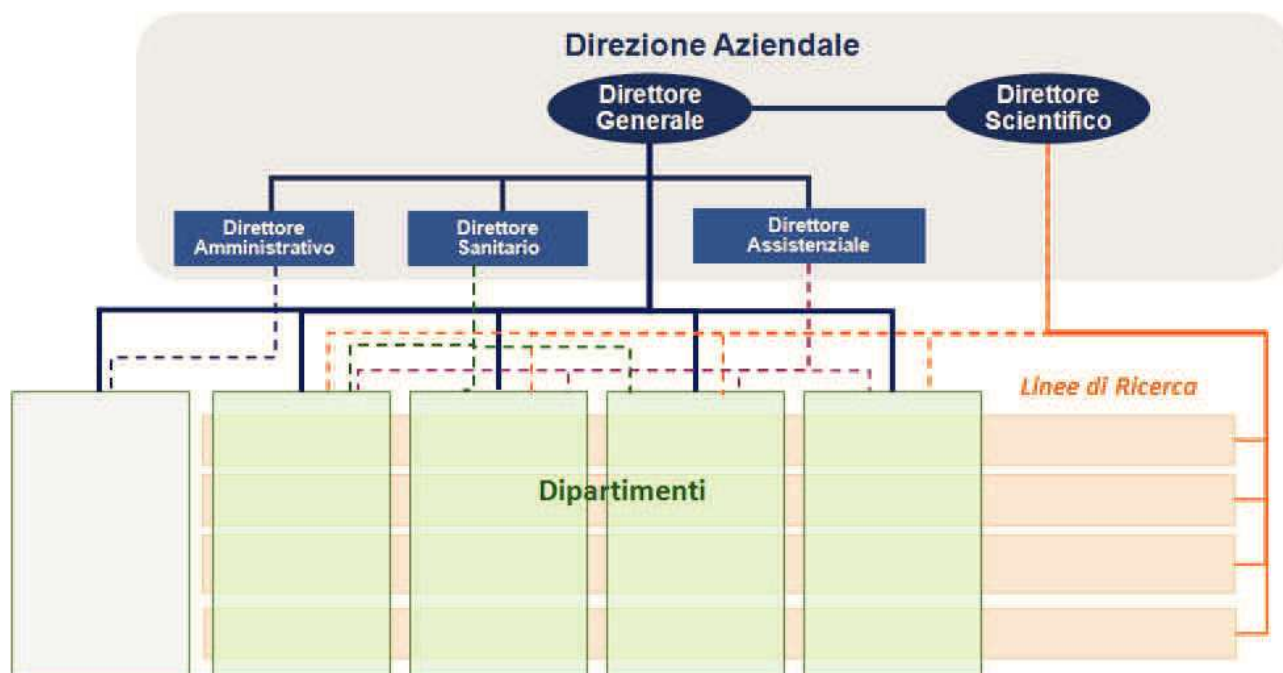 Direzione Aziendale
Direttore
Generale
Direttore
Scientifico
Direttore
Amministrativo
Direttore
Sanitario
Direttore
Assistenziale
Linee di Ricerca
Dipartimenti